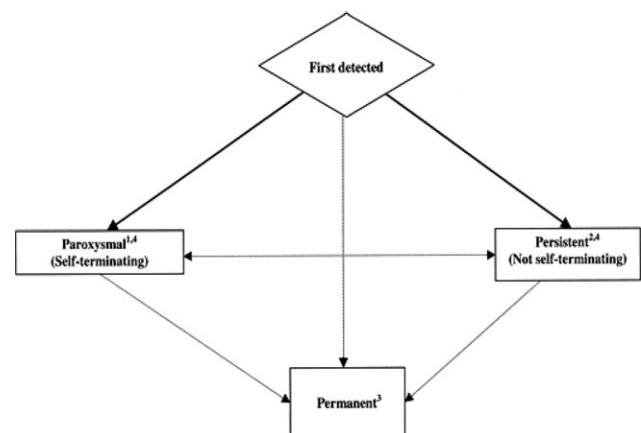 First detected
Paroxysmal1,4
(Self-terminating)
Persistent2,4
(Not self-terminating)
Permanent3